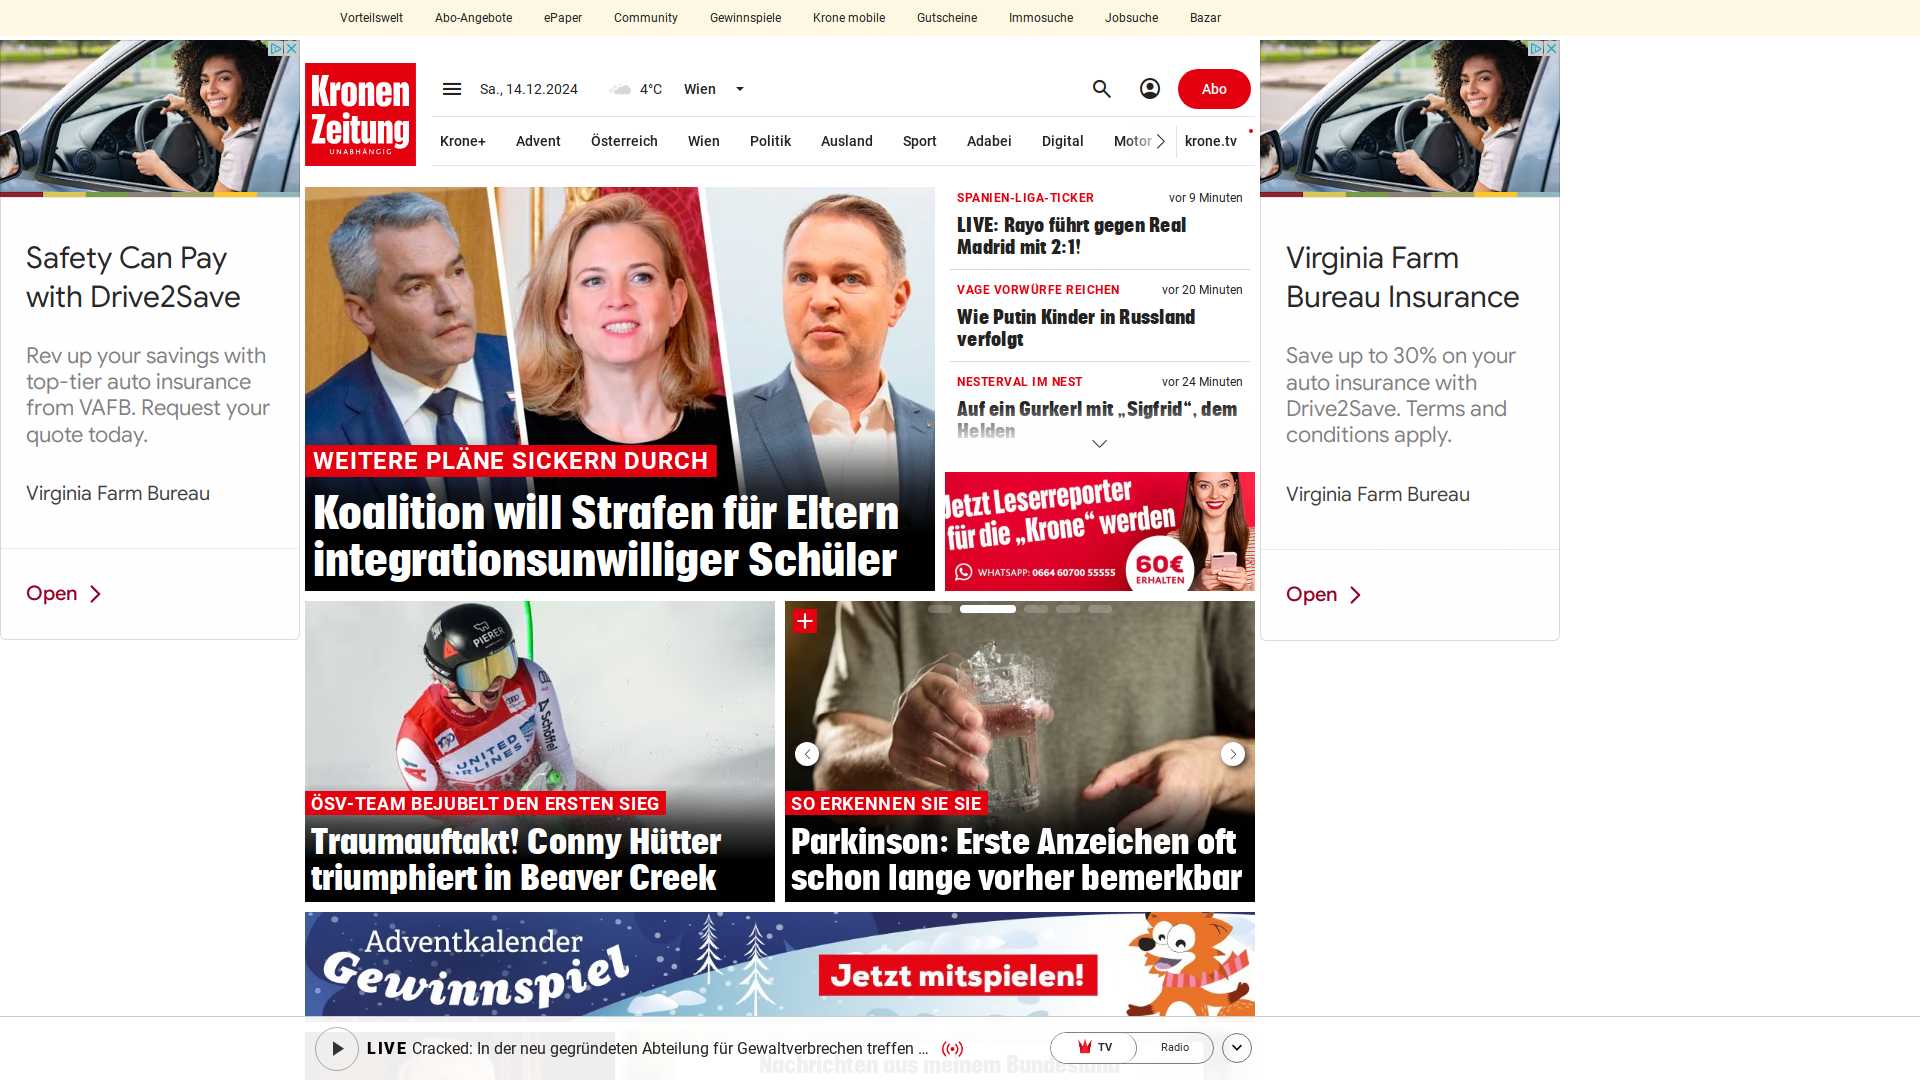 Vorteilswelt Abo-Angebote ePaper Community Gewinnspiele Krone mobile Gutscheine Immosuche Jobsuche Bazar
Kronen
Zeitung
UNABHÄNGIG
Sa., 14.12.2024 4°C Wien
Abo
Krone+ Advent Österreich Wien Politik Ausland Sport Adabei Digital Motor krone.tv
Safety Can Pay
with Drive2Save
Rev up your savings with
top-tier auto insurance
from VAFB. Request your
quote today.
Virginia Farm Bureau
Open
WEITERE PLÄNE SICKERN DURCH
Koalition will Strafen für Eltern
integrationsunwilliger Schüler
SPANIEN-LIGA-TICKER vor 9 Minuten
LIVE: Rayo führt gegen Real
Madrid mit 2:1!
VAGE VORWÜRFE REICHEN vor 20 Minuten
Wie Putin Kinder in Russland
verfolgt
NESTERVAL IM NEST vor 24 Minuten
Auf ein Gurkerl mit „Sigfrid“, dem
Helden
Jetzt Leserreporter
für die „Krone“ werden
WHATSAPP: 0664 60700 55555
60€
ERHALTEN
Virginia Farm
Bureau Insurance
Save up to 30% on your
auto insurance with
Drive2Save. Terms and
conditions apply.
Virginia Farm Bureau
Open
PIERER
UNITED
AIRLINES
Schöffel
ÖSV-TEAM BEJUBELT DEN ERSTEN SIEG
Traumauftakt! Conny Hütter
triumphiert in Beaver Creek
SO ERKENNEN SIE SIE
Parkinson: Erste Anzeichen oft
schon lange vorher bemerkbar
Adventkalender
Gewinnspiel
Jetzt mitspielen!
LIVE Cracked: In der neu gegründeten Abteilung für Gewaltverbrechen treffen ...
TV Radio
Nachrichten aus meinem Bundesland